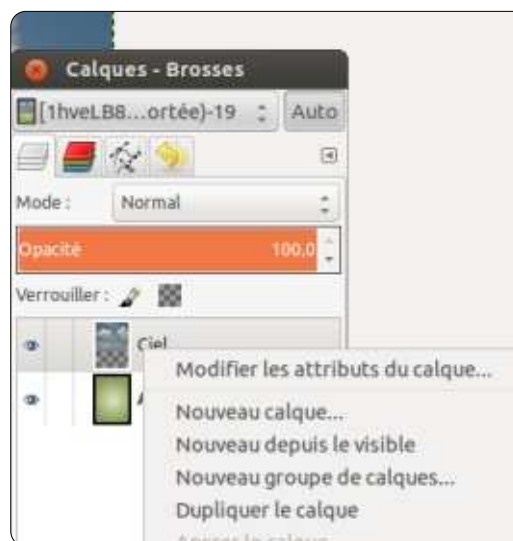 Calques - Brosses
[1hveLB8...ortée)-19 Auto
Mode : Normal
Opacité 100,0
Verrouiller :
Ciel
Modifier les attributs du calque...
Nouveau calque...
Nouveau depuis le visible
Nouveau groupe de calques...
Dupliquer le calque